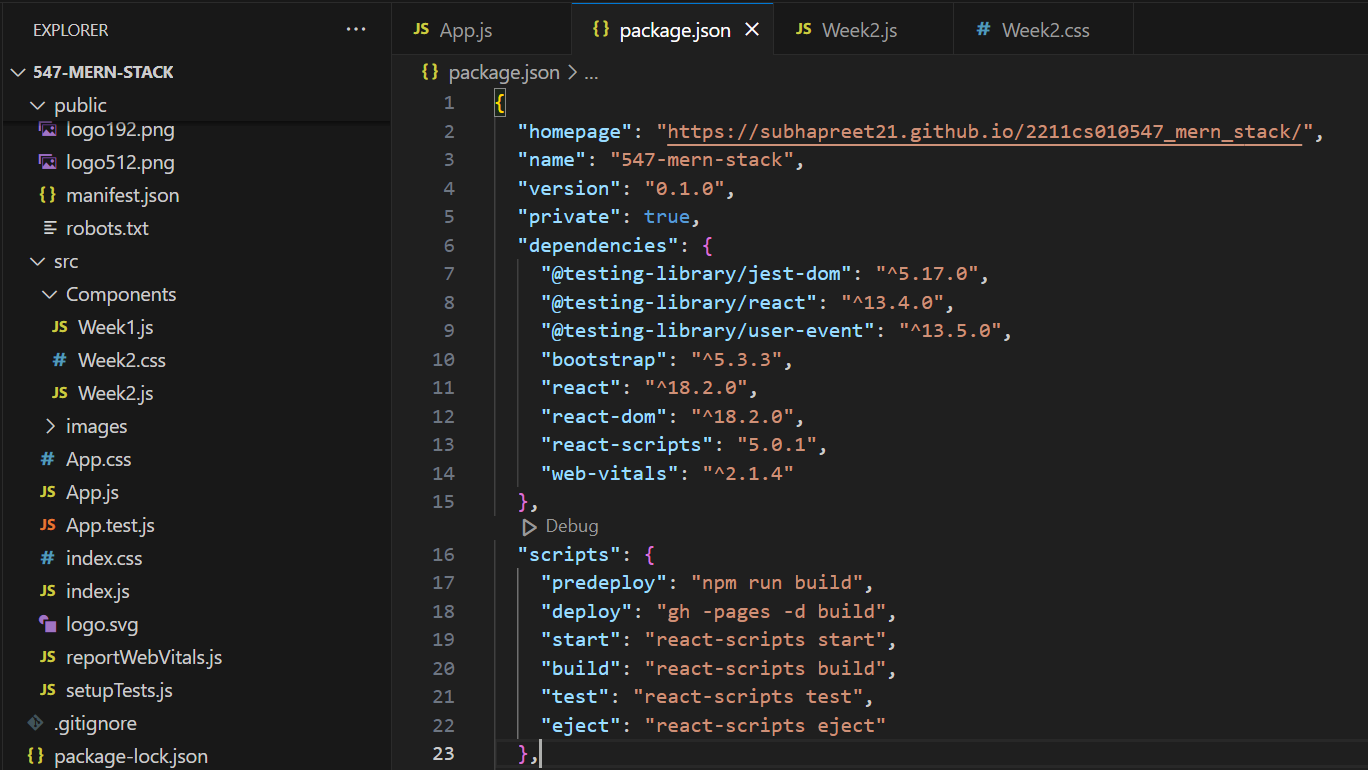 EXPLORER
···
547-MERN-STACK
public
logo192.png
logo512.png
manifest.json
robots.txt
src
Components
JS Week1.js
# Week2.css
JS Week2.js
images
# App.css
JS App.js
JS App.test.js
# index.css
JS index.js
logo.svg
JS reportWebVitals.js
JS setupTests.js
.gitignore
{} package-lock.json
JS App.js
{} package.json
JS Week2.js
# Week2.css
{} package.json > ...
1 {
2 "homepage": "https://subhapreet21.github.io/2211cs010547_mern_stack/",
3 "name": "547-mern-stack",
4 "version": "0.1.0",
5 "private": true,
6 "dependencies": {
7 "@testing-library/jest-dom": "^5.17.0",
8 "@testing-library/react": "^13.4.0",
9 "@testing-library/user-event": "^13.5.0",
10 "bootstrap": "^5.3.3",
11 "react": "^18.2.0",
12 "react-dom": "^18.2.0",
13 "react-scripts": "5.0.1",
14 "web-vitals": "^2.1.4"
15 },
Debug
16 "scripts": {
17 "predeploy": "npm run build",
18 "deploy": "gh -pages -d build",
19 "start": "react-scripts start",
20 "build": "react-scripts build",
21 "test": "react-scripts test",
22 "eject": "react-scripts eject"
23 },